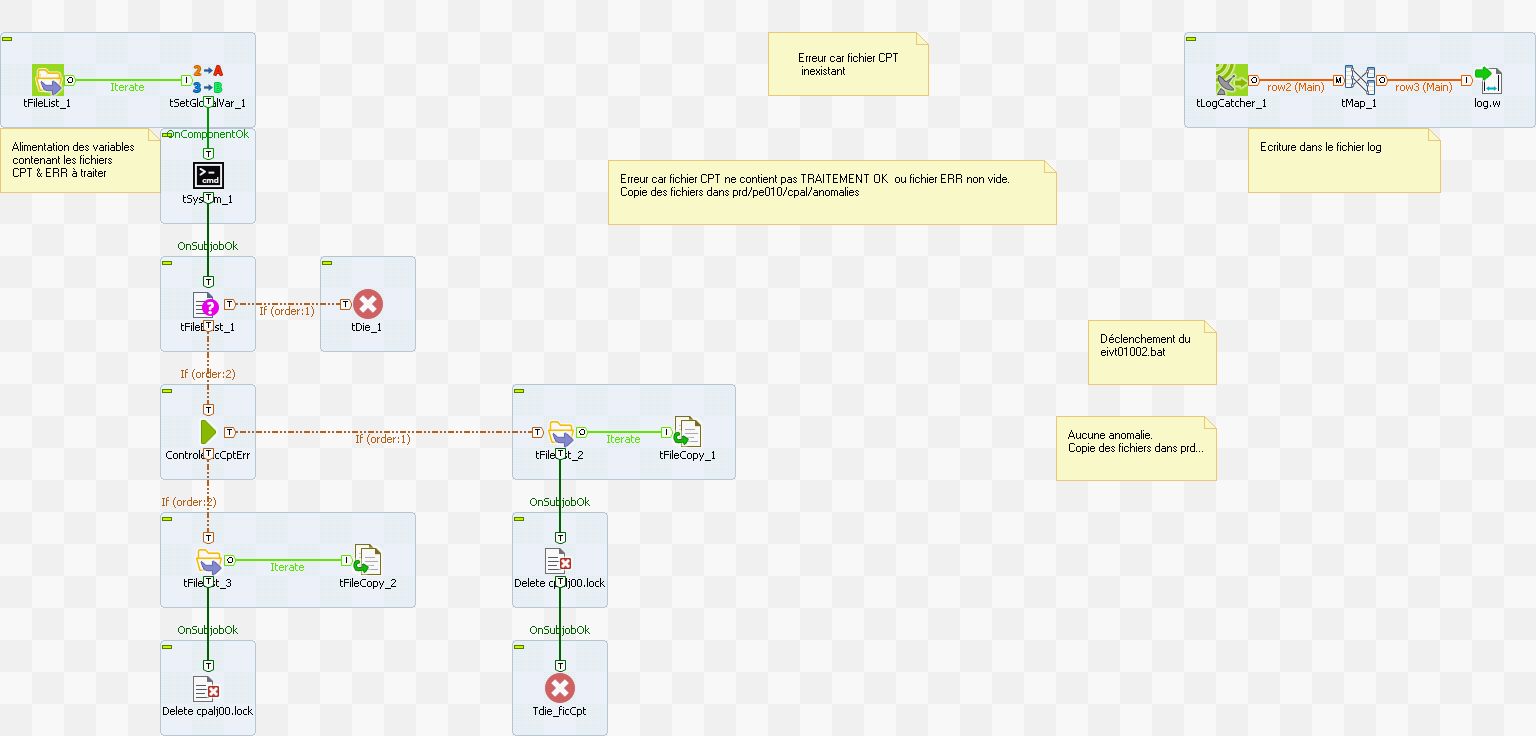 tFileList_1
Iterate
tSetGlobalVar_1
OnComponentOk
Alimentation des variables
contenant les fichiers
CPT & ERR à traiter
tSystem_1
OnSubjobOk
tFileExist_1
If (order:1)
tDie_1
If (order:2)
ControleFicCptErr
If (order:1)
tFileList_2
Iterate
tFileCopy_1
If (order:2)
OnSubjobOk
tFileList_3
Iterate
tFileCopy_2
Delete cpalj00.lock
OnSubjobOk
OnSubjobOk
Delete cpalj00.lock
Tdie_ficCpt
Erreur car fichier CPT
inexistant
Erreur car fichier CPT ne contient pas TRAITEMENT OK ou fichier ERR non vide.
Copie des fichiers dans prd/pe010/cpal/anomalies
tLogCatcher_1
row2 (Main)
tMap_1
row3 (Main)
log.w
Ecriture dans le fichier log
Déclenchement du
eivt01002.bat
Aucune anomalie.
Copie des fichiers dans prd...